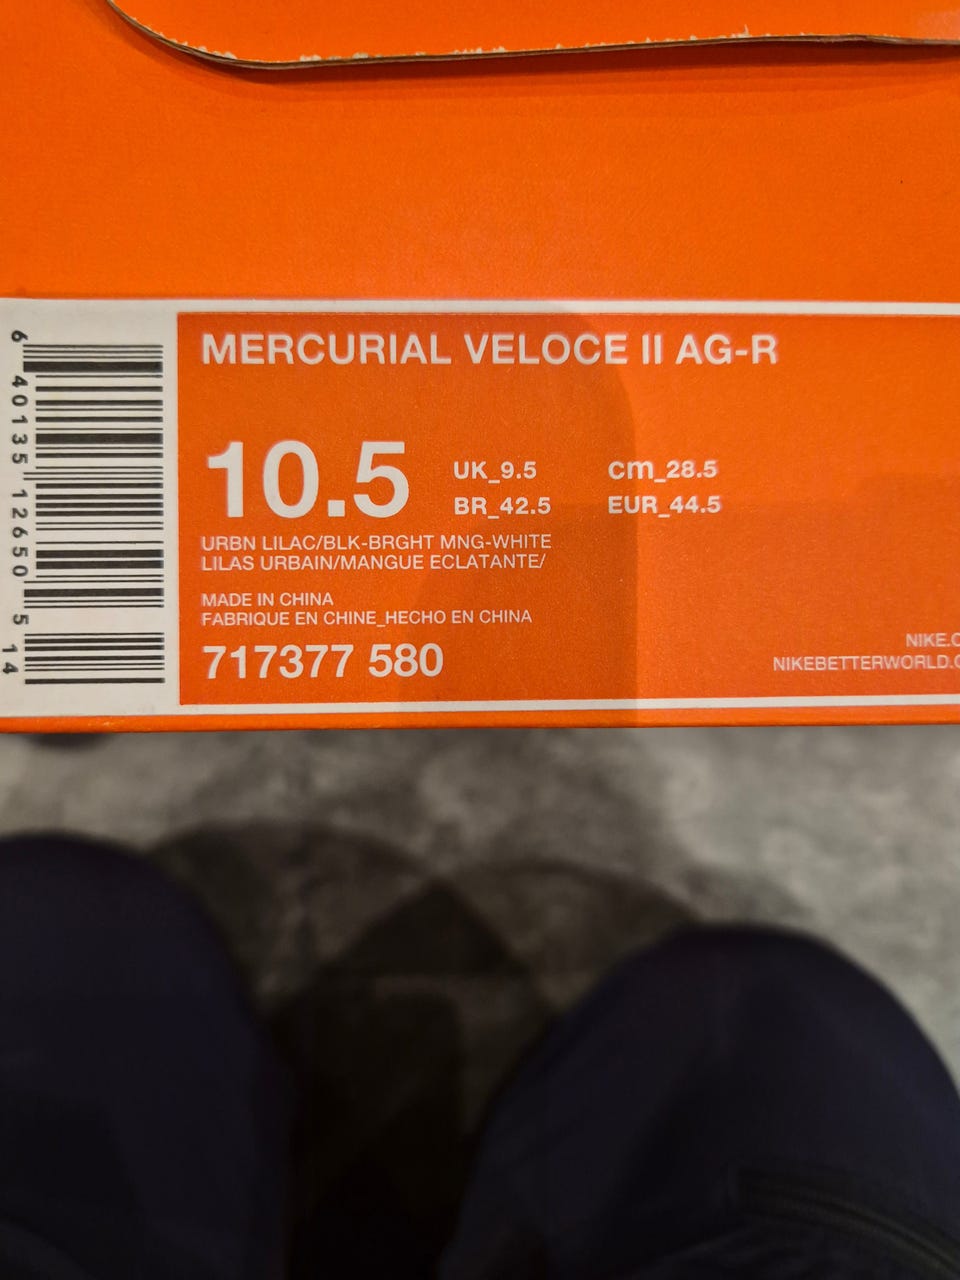 MERCURIAL VELOCE II AG-R
10.5
UK_9.5
cm_28.5
BR_42.5
EUR_44.5
URBN LILAC/BLK-BRGHT MNG-WHITE
LILAS URBAIN/MANGUE ECLATANTE/
MADE IN CHINA
FABRIQUE EN CHINE_HECHO EN CHINA
717377 580
NIKE.C
NIKEBETTERWORLD.C
6 40135 12650 5 14